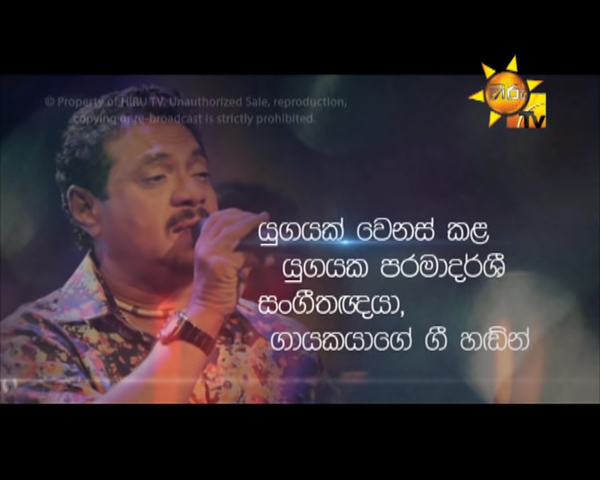 © Property of HIRU TV. Unauthorized Sale, reproduction,
copying or re-broadcast is strictly prohibited.
හිරු
TV
යුගයක් වෙනස් කළ
යුගයක පරමාදර්ශී
සංගීතඥයා,
ගායකයාගේ ගී හඬින්